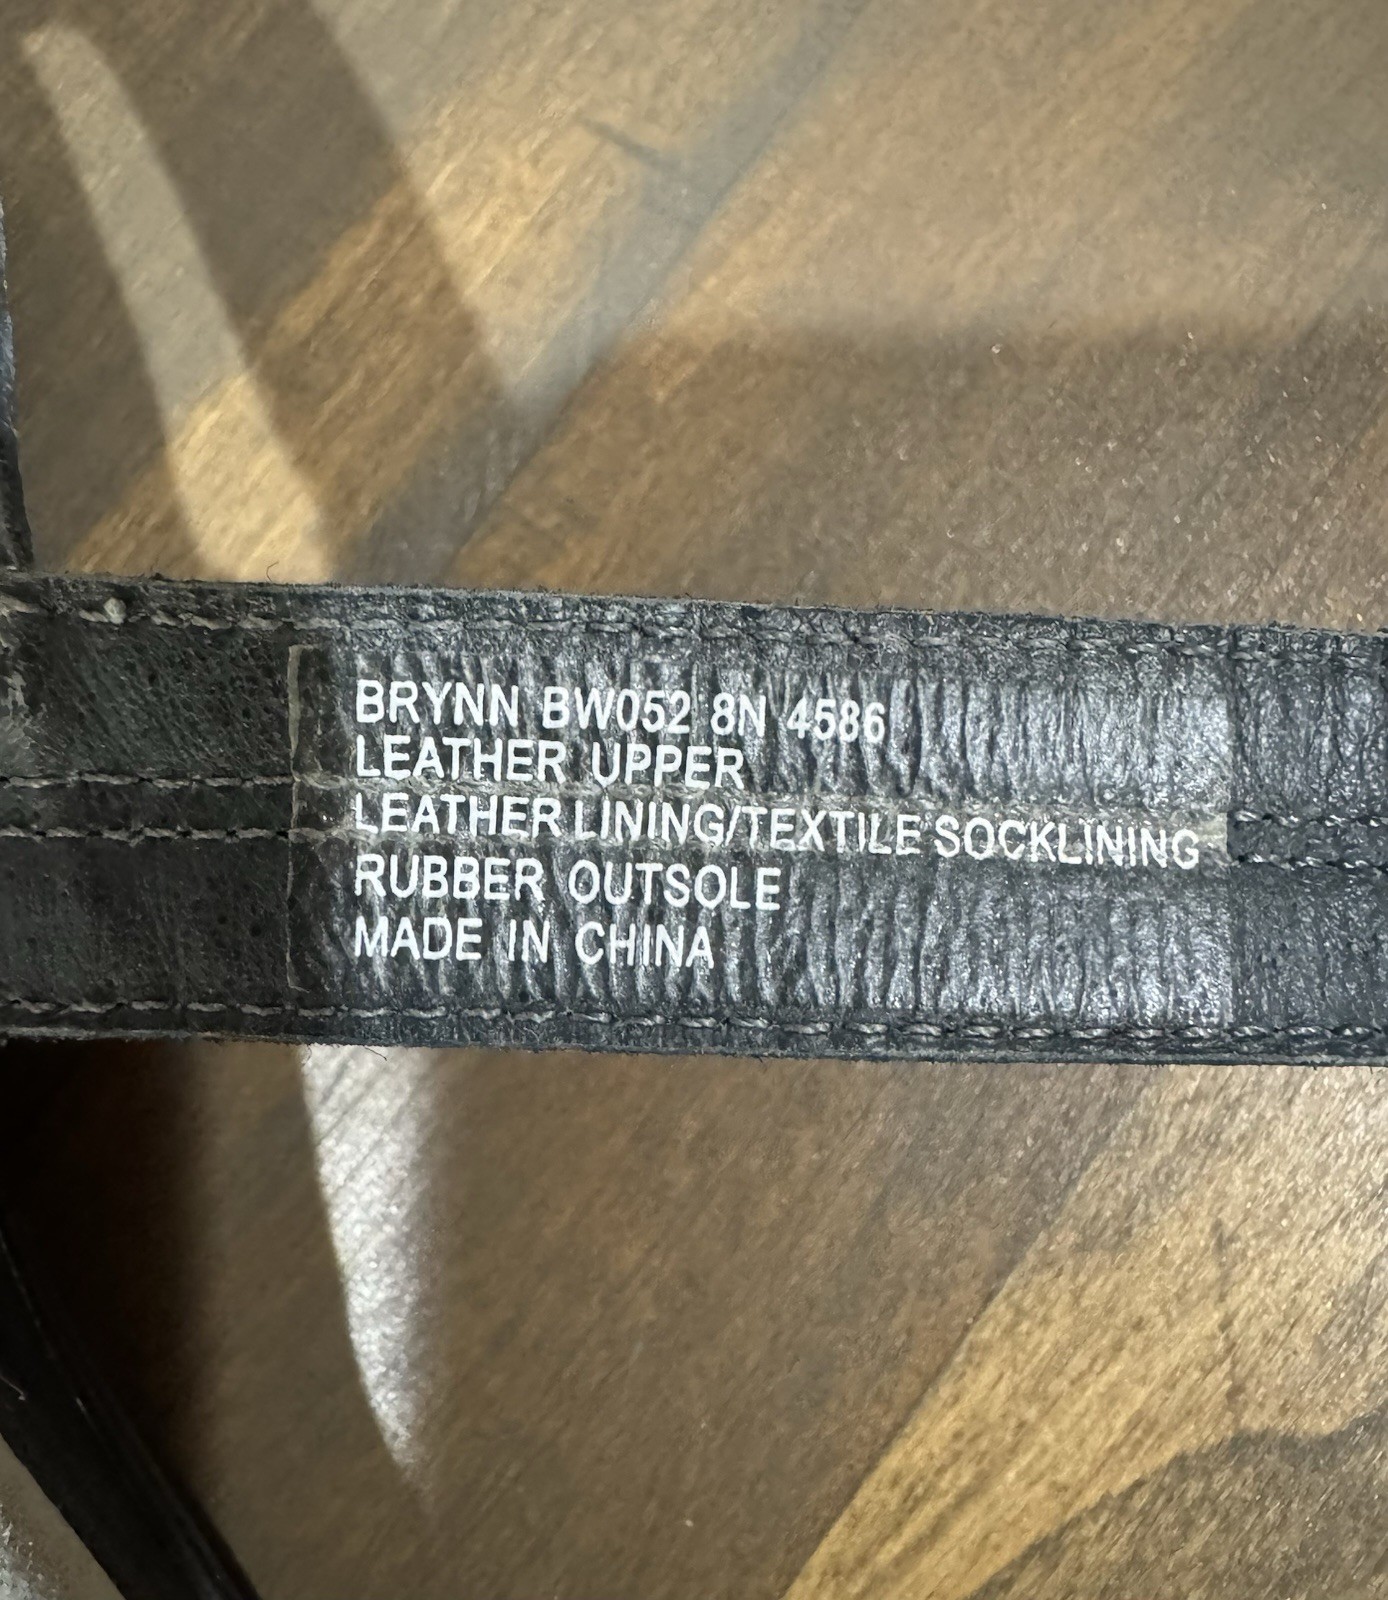 BRYNN BW052 8N 4586
LEATHER UPPER
LEATHER LINING/TEXTILE SOCKLINING
RUBBER OUTSOLE
MADE IN CHINA